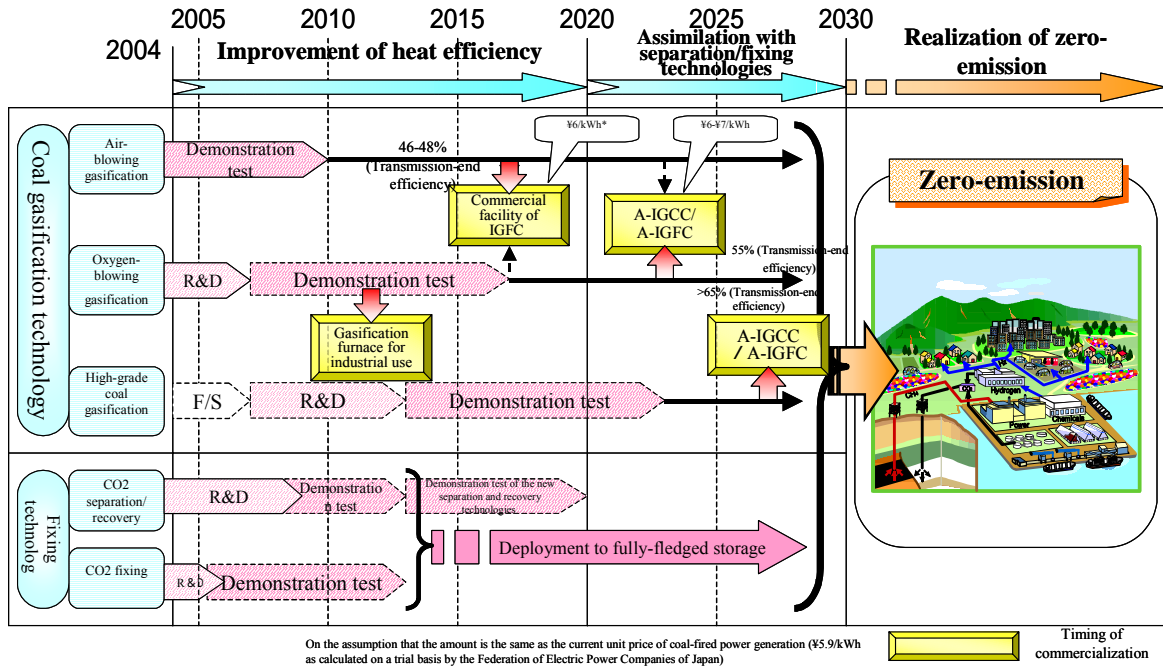 2005
2010
2015
2020
2025
2030
2004
Improvement of heat efficiency
Assimilation with
separation/fixing
technologies
Realization of zero-
emission
Coal gasification technology
Air-
blowing
gasification
Demonstration
test
46-48%
(Transmission-end
efficiency)
¥6/kWh*
¥6-¥7/kWh
Commercial
facility of
IGFC
A-IGCC/
A-IGFC
Oxygen-
blowing
gasification
R&D
Demonstration test
55% (Transmission-end
efficiency)
>65% (Transmission-end
efficiency)
Gasification
furnace for
industrial use
A-IGCC
/ A-IGFC
High-grade
coal
gasification
F/S
R&D
Demonstration test
Zero-emission
Hydrogen
Power
Chemicals
Fixing
technolog
CO2
separation/
recovery
R&D
Demonstratio
n test
Demonstration test of the new
separation and recovery
technologies
Deployment to fully-fledged storage
CO2 fixing
R & D
Demonstration test
On the assumption that the amount is the same as the current unit price of coal-fired power generation (¥5.9/kWh
as calculated on a trial basis by the Federation of Electric Power Companies of Japan)
Timing of
commercialization